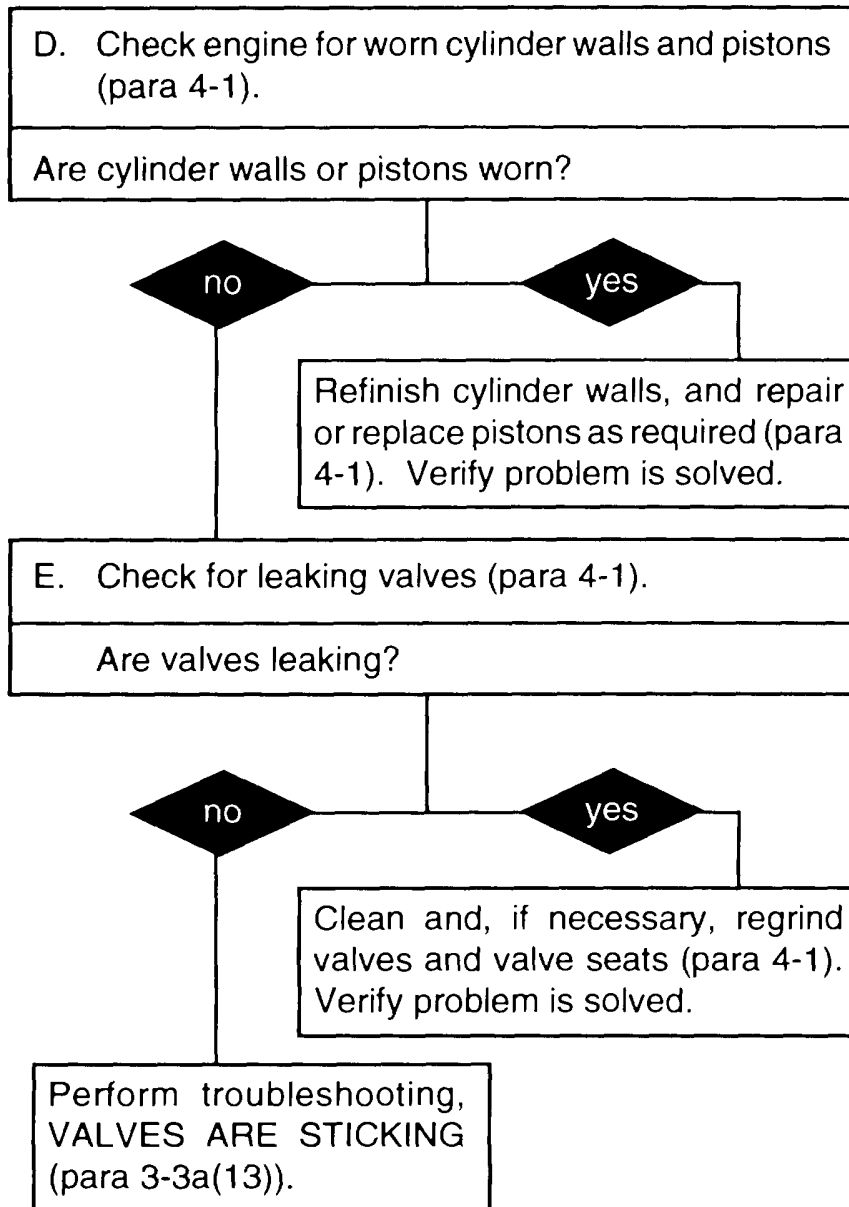 D. Check engine for worn cylinder walls and pistons
(para 4-1).
Are cylinder walls or pistons worn?
no
yes
Refinish cylinder walls, and repair
or replace pistons as required (para
4-1). Verify problem is solved.
E. Check for leaking valves (para 4-1).
Are valves leaking?
no
yes
Clean and, if necessary, regrind
valves and valve seats (para 4-1).
Verify problem is solved.
Perform troubleshooting,
VALVES ARE STICKING
(para 3-3a(13)).